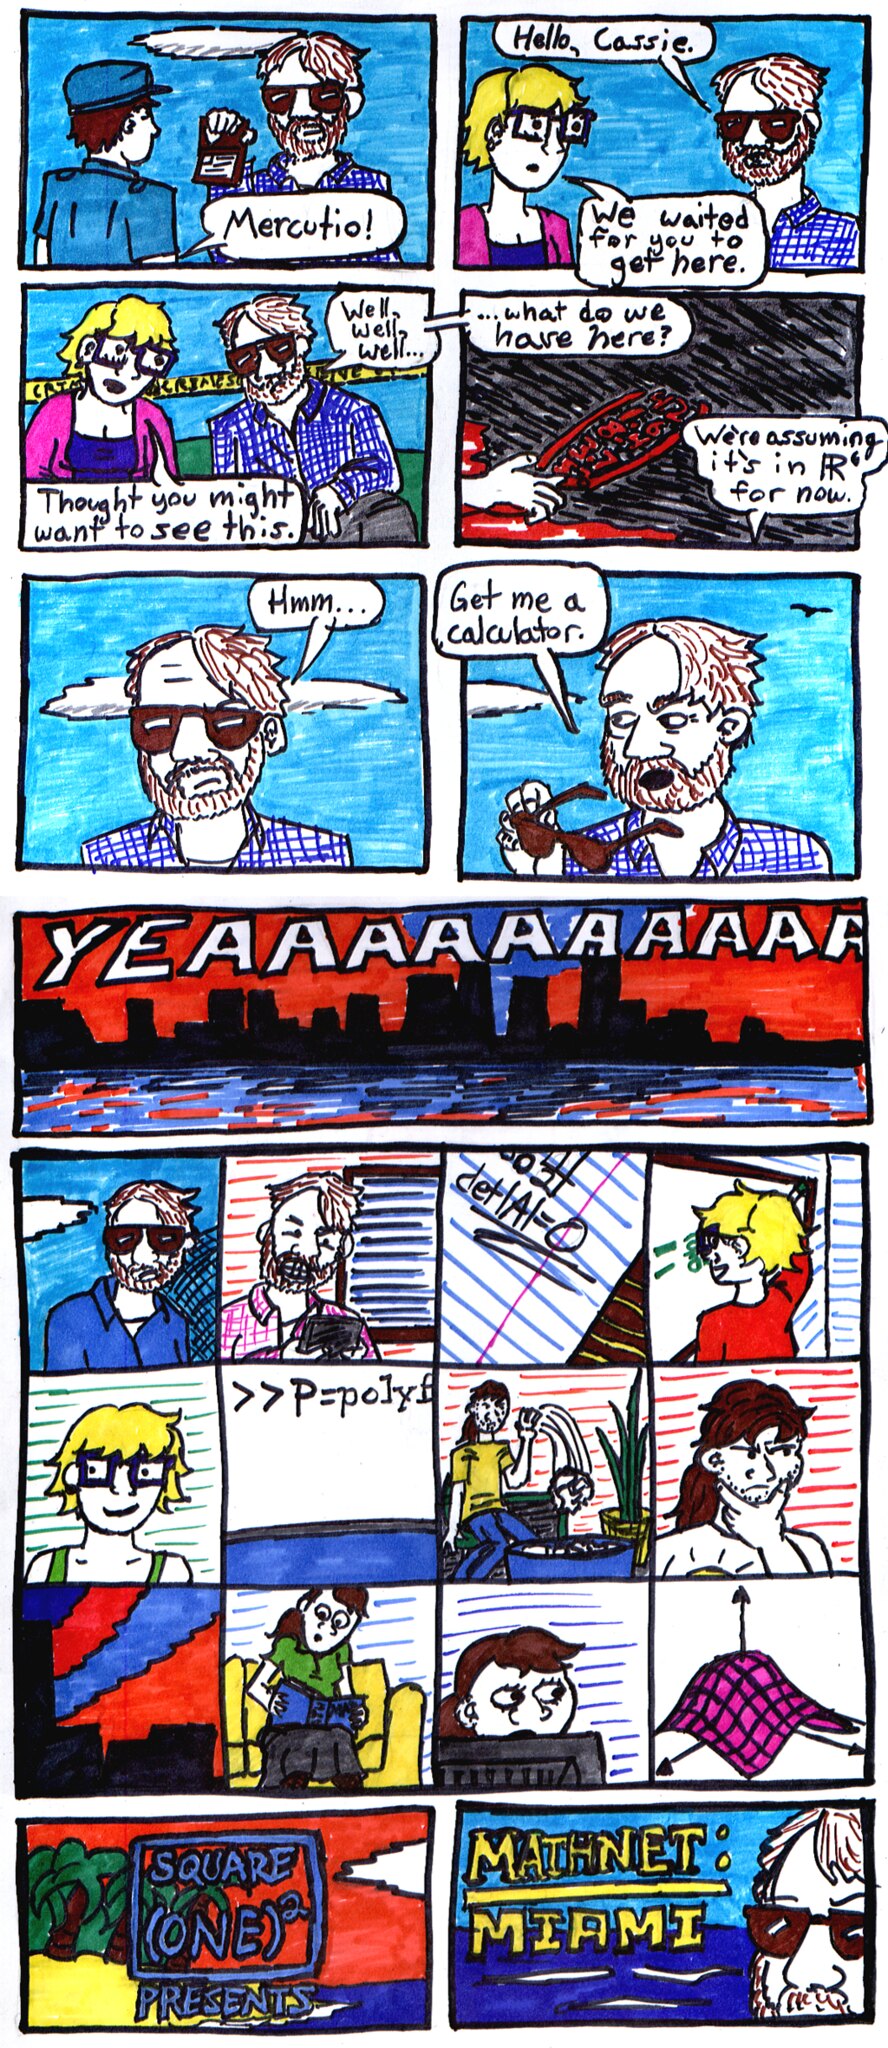 Mercutio!
Hello, Cassie.
We waited
for you to
get here.
Well,
well,
well...
Thought you might
want to see this.
...what do we
have here?
We're assuming
it's in ℝ⁶
for now.
Hmm...
Get me a
calculator.
YEAAAAAAAAAA
det|A|=0
>>P=polyf
SQUARE
(ONE)²
PRESENTS
MATHNET:
MIAMI